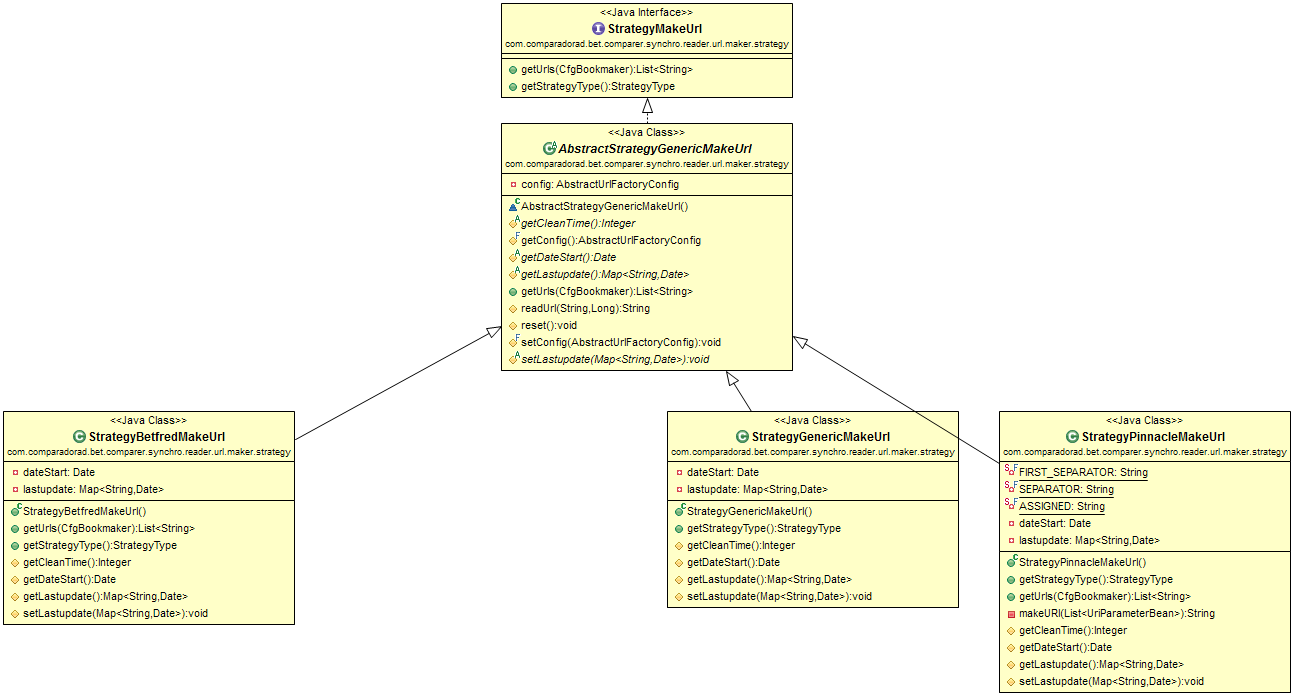 <<Java Interface>>
StrategyMakeUrl
com.comparadorad.bet.comparer.synchro.reader.url.maker.strategy
getUrls(CfgBookmaker):List<String>
getStrategyType():StrategyType
<<Java Class>>
AbstractStrategyGenericMakeUrl
com.comparadorad.bet.comparer.synchro.reader.url.maker.strategy
config: AbstractUrlFactoryConfig
AbstractStrategyGenericMakeUrl()
getCleanTime():Integer
getConfig():AbstractUrlFactoryConfig
getDateStart():Date
getLastupdate():Map<String,Date>
getUrls(CfgBookmaker):List<String>
readUrl(String,Long):String
reset():void
setConfig(AbstractUrlFactoryConfig):void
setLastupdate(Map<String,Date>):void
<<Java Class>>
StrategyBetfredMakeUrl
com.comparadorad.bet.comparer.synchro.reader.url.maker.strategy
dateStart: Date
lastupdate: Map<String,Date>
StrategyBetfredMakeUrl()
getUrls(CfgBookmaker):List<String>
getStrategyType():StrategyType
getCleanTime():Integer
getDateStart():Date
getLastupdate():Map<String,Date>
setLastupdate(Map<String,Date>):void
<<Java Class>>
StrategyGenericMakeUrl
com.comparadorad.bet.comparer.synchro.reader.url.maker.strategy
dateStart: Date
lastupdate: Map<String,Date>
StrategyGenericMakeUrl()
getStrategyType():StrategyType
getCleanTime():Integer
getDateStart():Date
getLastupdate():Map<String,Date>
setLastupdate(Map<String,Date>):void
<<Java Class>>
StrategyPinnacleMakeUrl
com.comparadorad.bet.comparer.synchro.reader.url.maker.strategy
FIRST_SEPARATOR: String
SEPARATOR: String
ASSIGNED: String
dateStart: Date
lastupdate: Map<String,Date>
StrategyPinnacleMakeUrl()
getStrategyType():StrategyType
getUrls(CfgBookmaker):List<String>
makeURI(List<UriParameterBean>):String
getCleanTime():Integer
getDateStart():Date
getLastupdate():Map<String,Date>
setLastupdate(Map<String,Date>):void